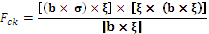 F_ck = [(b × σ) × ξ] × [ξ × (b × ξ)] / |b × ξ|